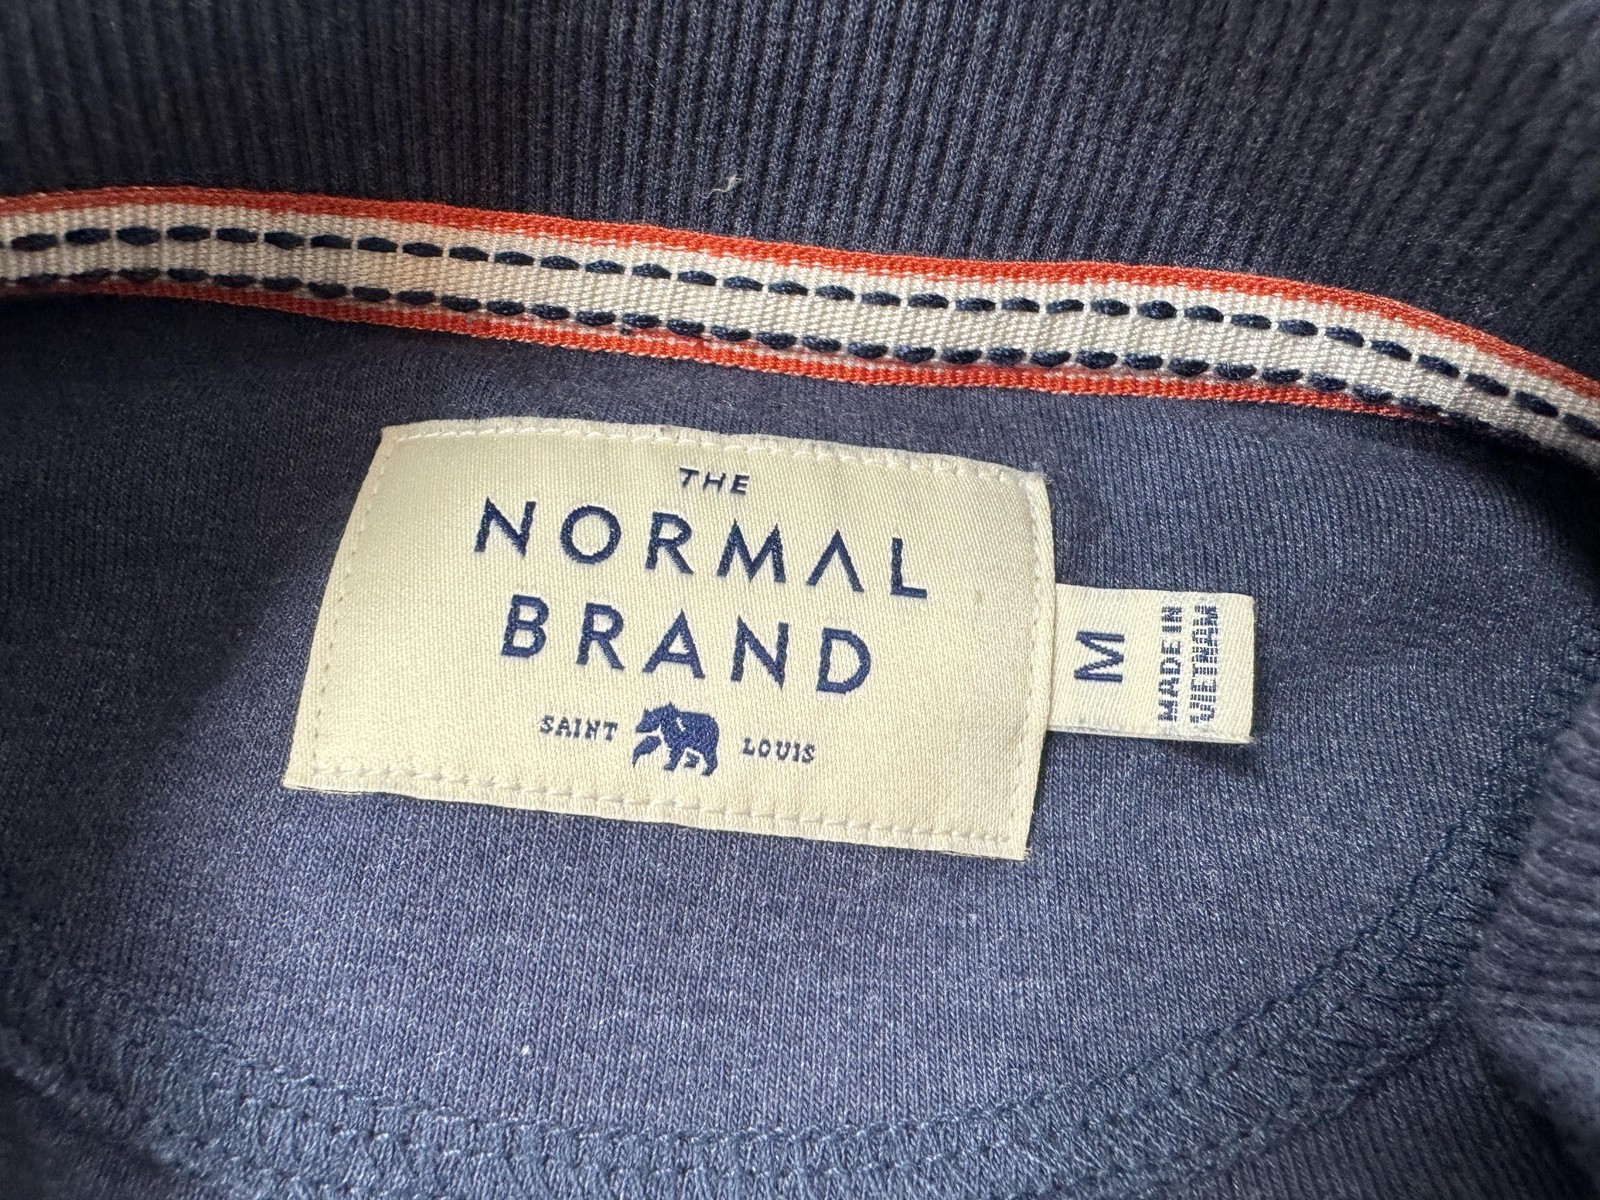 THE
NORMAL
BRAND
SAINT LOUIS
M
MADE IN
VIETNAM